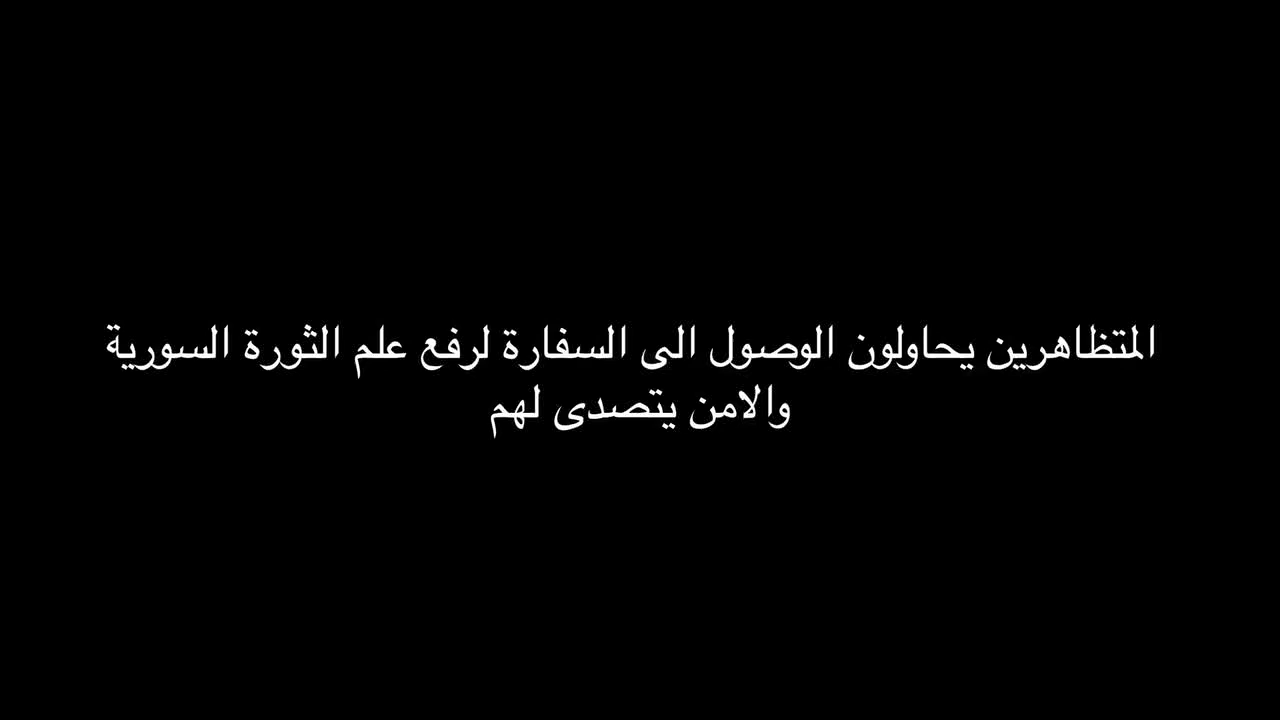 المتظاهرين يحاولون الوصول الى السفارة لرفع علم الثورة السورية
والامن يتصدى لهم